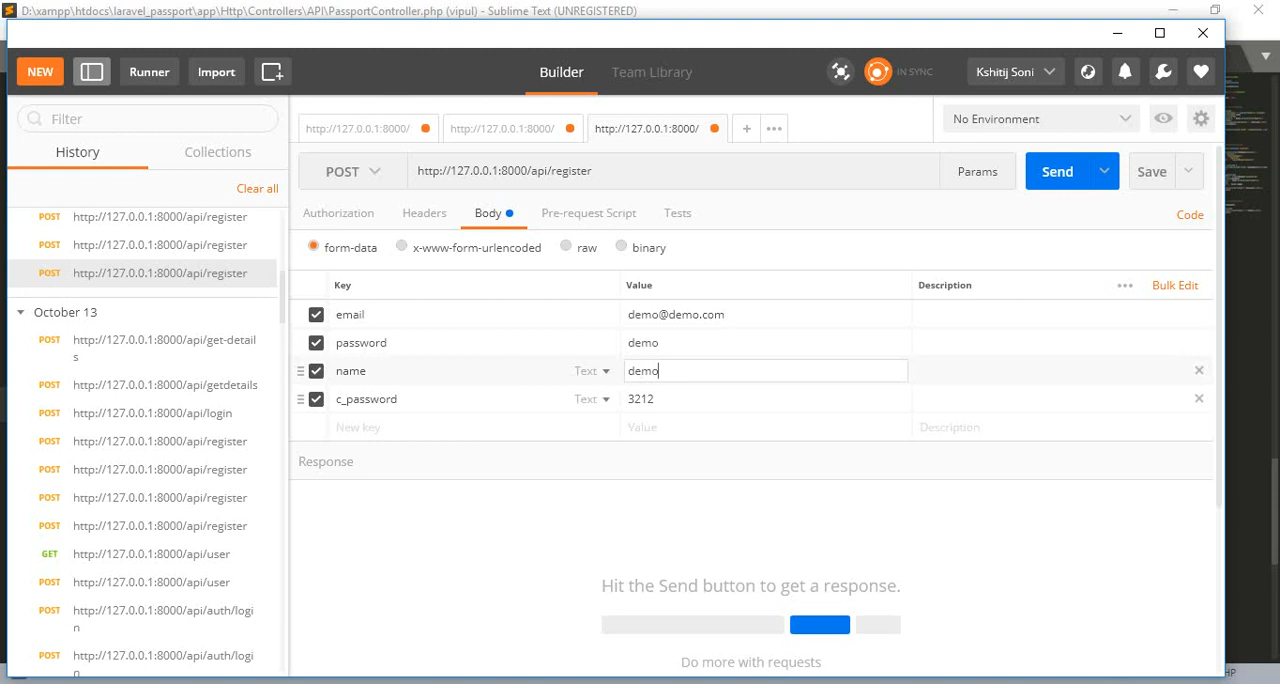 D:\xampp\htdocs\laravel_passport\app\Http\Controllers\API\PassportController.php (vipul) - Sublime Text (UNREGISTERED)
NEW Runner Import Builder Team Library IN SYNC Kshitij Soni
Filter
History Collections
Clear all
POST http://127.0.0.1:8000/api/register
POST http://127.0.0.1:8000/api/register
POST http://127.0.0.1:8000/api/register
October 13
POST http://127.0.0.1:8000/api/get-detail
s
POST http://127.0.0.1:8000/api/getdetails
POST http://127.0.0.1:8000/api/login
POST http://127.0.0.1:8000/api/register
POST http://127.0.0.1:8000/api/register
POST http://127.0.0.1:8000/api/register
POST http://127.0.0.1:8000/api/register
GET http://127.0.0.1:8000/api/user
POST http://127.0.0.1:8000/api/user
POST http://127.0.0.1:8000/api/auth/logi
n
POST http://127.0.0.1:8000/api/auth/logi
n
http://127.0.0.1:8000/ http://127.0.0.1:8000/ http://127.0.0.1:8000/ + ••• No Environment
POST http://127.0.0.1:8000/api/register Params Send Save
Authorization Headers Body Pre-request Script Tests Code
form-data x-www-form-urlencoded raw binary
Key Value Description ••• Bulk Edit
email demo@demo.com
password demo
name Text demo
c_password Text 3212
New key Value Description
Response
Hit the Send button to get a response.
Do more with requests
HP